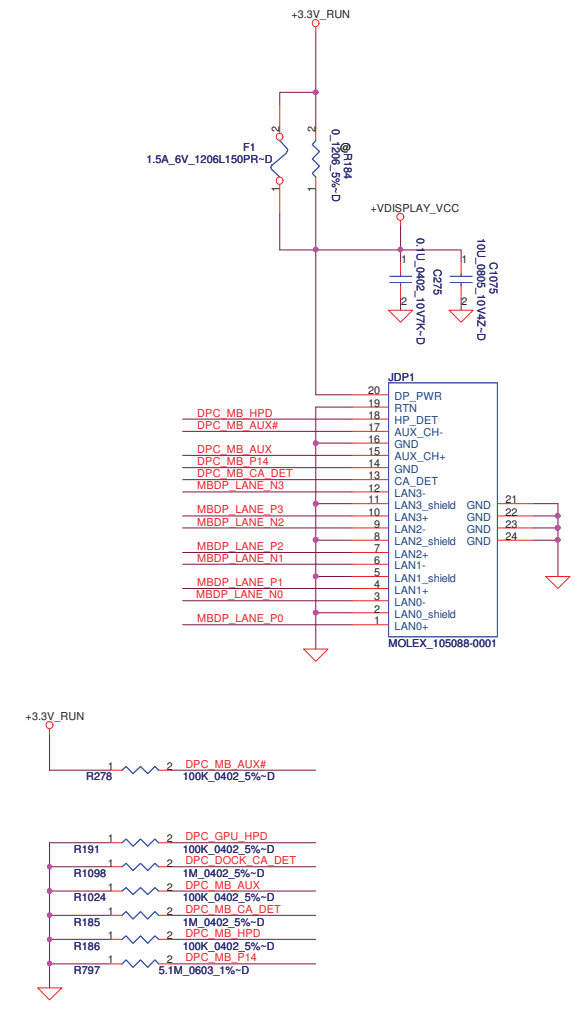 +3.3V_RUN
2
2
F1
1.5A_6V_1206L150PR~D
@R184
0_1206_5%~D
1
1
+VDISPLAY_VCC
1
1
2
2
C275
0.1U_0402_10V7K~D
C1075
10U_0805_10V4Z~D
JDP1
20 DP_PWR
19 RTN
DPC_MB_HPD 18 HP_DET
DPC_MB_AUX# 17 AUX_CH-
16 GND
DPC_MB_AUX 15 AUX_CH+
DPC_MB_P14 14 GND
DPC_MB_CA_DET 13 CA_DET
MBDP_LANE_N3 12 LAN3-
11 LAN3_shield GND 21
MBDP_LANE_P3 10 LAN3+ GND 22
MBDP_LANE_N2 9 LAN2- GND 23
8 LAN2_shield GND 24
MBDP_LANE_P2 7 LAN2+
MBDP_LANE_N1 6 LAN1-
5 LAN1_shield
MBDP_LANE_P1 4 LAN1+
MBDP_LANE_N0 3 LAN0-
2 LAN0_shield
MBDP_LANE_P0 1 LAN0+
MOLEX_105088-0001
+3.3V_RUN
1 2 DPC_MB_AUX#
R278 100K_0402_5%~D
1 2 DPC_GPU_HPD
R191 100K_0402_5%~D
1 2 DPC_DOCK_CA_DET
R1098 1M_0402_5%~D
1 2 DPC_MB_AUX
R1024 100K_0402_5%~D
1 2 DPC_MB_CA_DET
R185 1M_0402_5%~D
1 2 DPC_MB_HPD
R186 100K_0402_5%~D
1 2 DPC_MB_P14
R797 5.1M_0603_1%~D